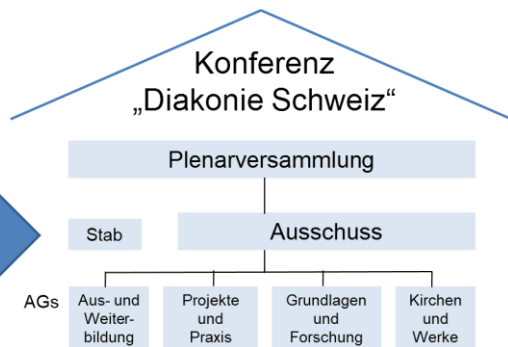 Konferenz
„Diakonie Schweiz“
Plenarversammlung
Stab
Ausschuss
AGs
Aus- und
Weiter-
bildung
Projekte
und
Praxis
Grundlagen
und
Forschung
Kirchen
und
Werke